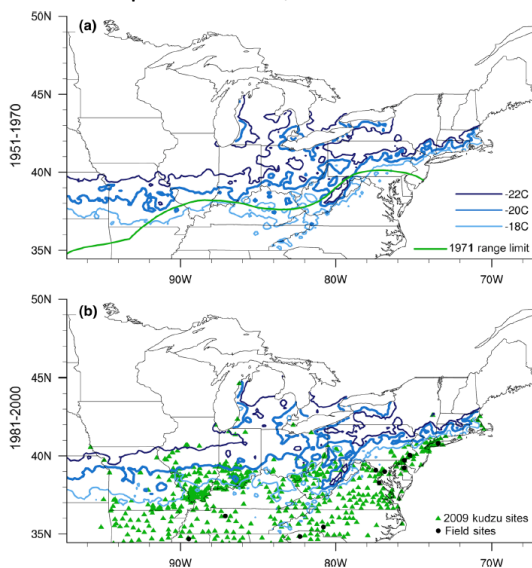 50N
(a)
45N
1951-1970
40N
-22C
-20C
-18C
1971 range limit
35N
90W
80W
70W
50N
(b)
45N
1981-2000
40N
2009 kudzu sites
Field sites
35N
90W
80W
70W